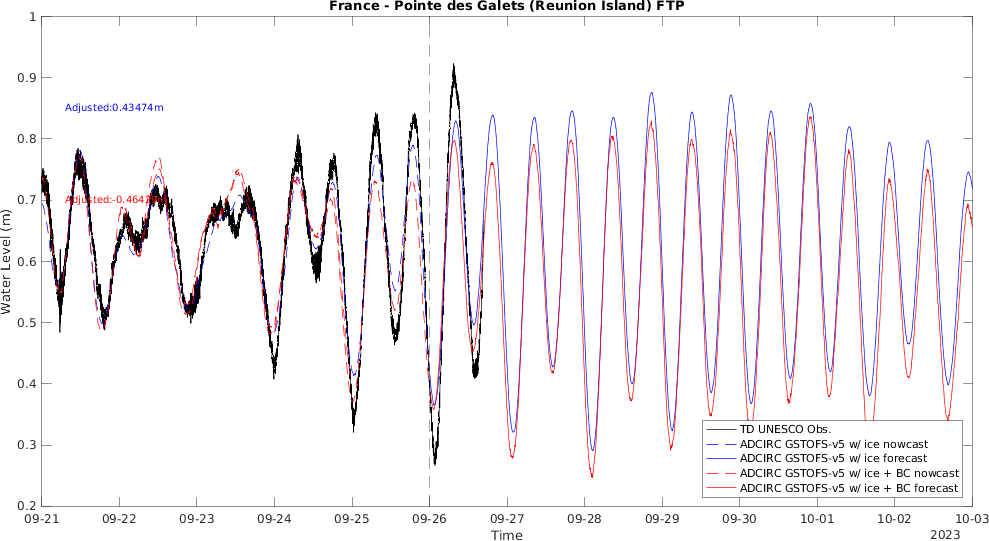 France - Pointe des Galets (Reunion Island) FTP
1
0.9
0.8
0.7
0.6
0.5
0.4
0.3
0.2
Water Level (m)
Adjusted:0.43474m
TD UNESCO Obs.
ADCIRC GSTOFS-v5 w/ ice nowcast
ADCIRC GSTOFS-v5 w/ ice forecast
ADCIRC GSTOFS-v5 w/ ice + BC nowcast
ADCIRC GSTOFS-v5 w/ ice + BC forecast
09-21 09-22 09-23 09-24 09-25 09-26 09-27 09-28 09-29 09-30 10-01 10-02 10-03
Time
2023